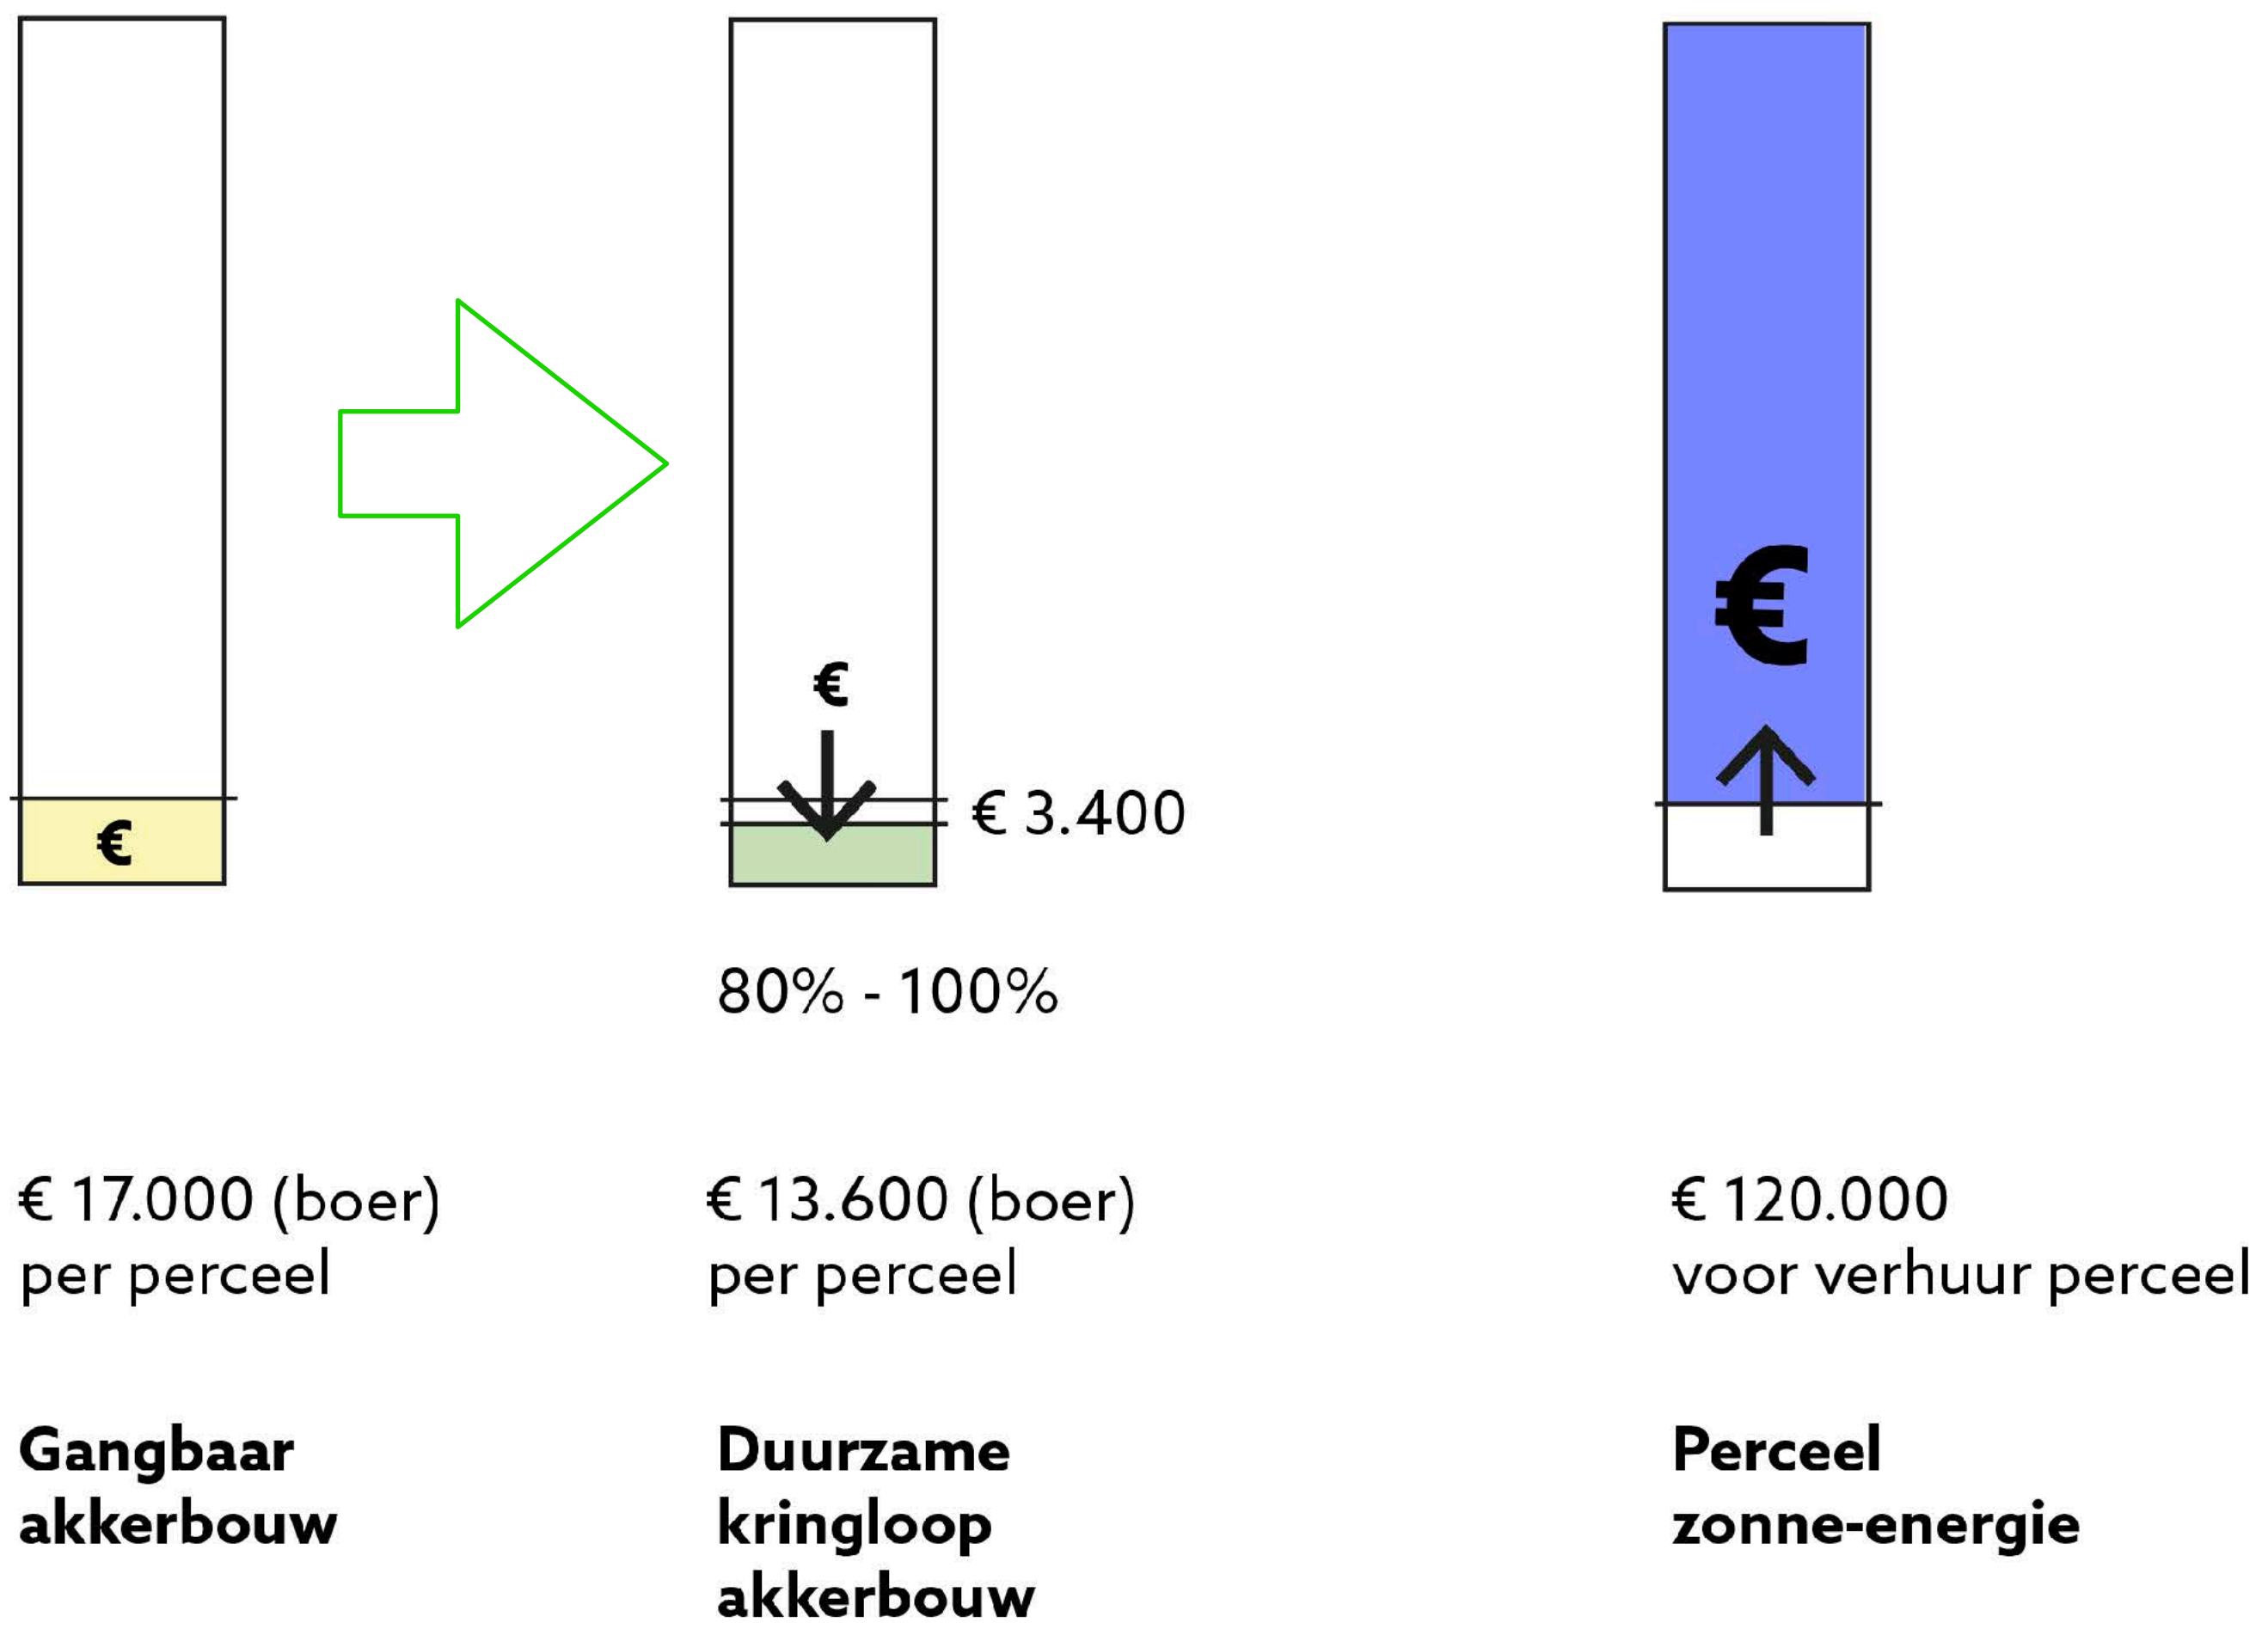 €
€
€
€ 3.400
80% - 100%
€ 17.000 (boer)
per perceel
€ 13.600 (boer)
per perceel
€ 120.000
voor verhuur perceel
Gangbaar
akkerbouw
Duurzame
kringloop
akkerbouw
Perceel
zonne-energie